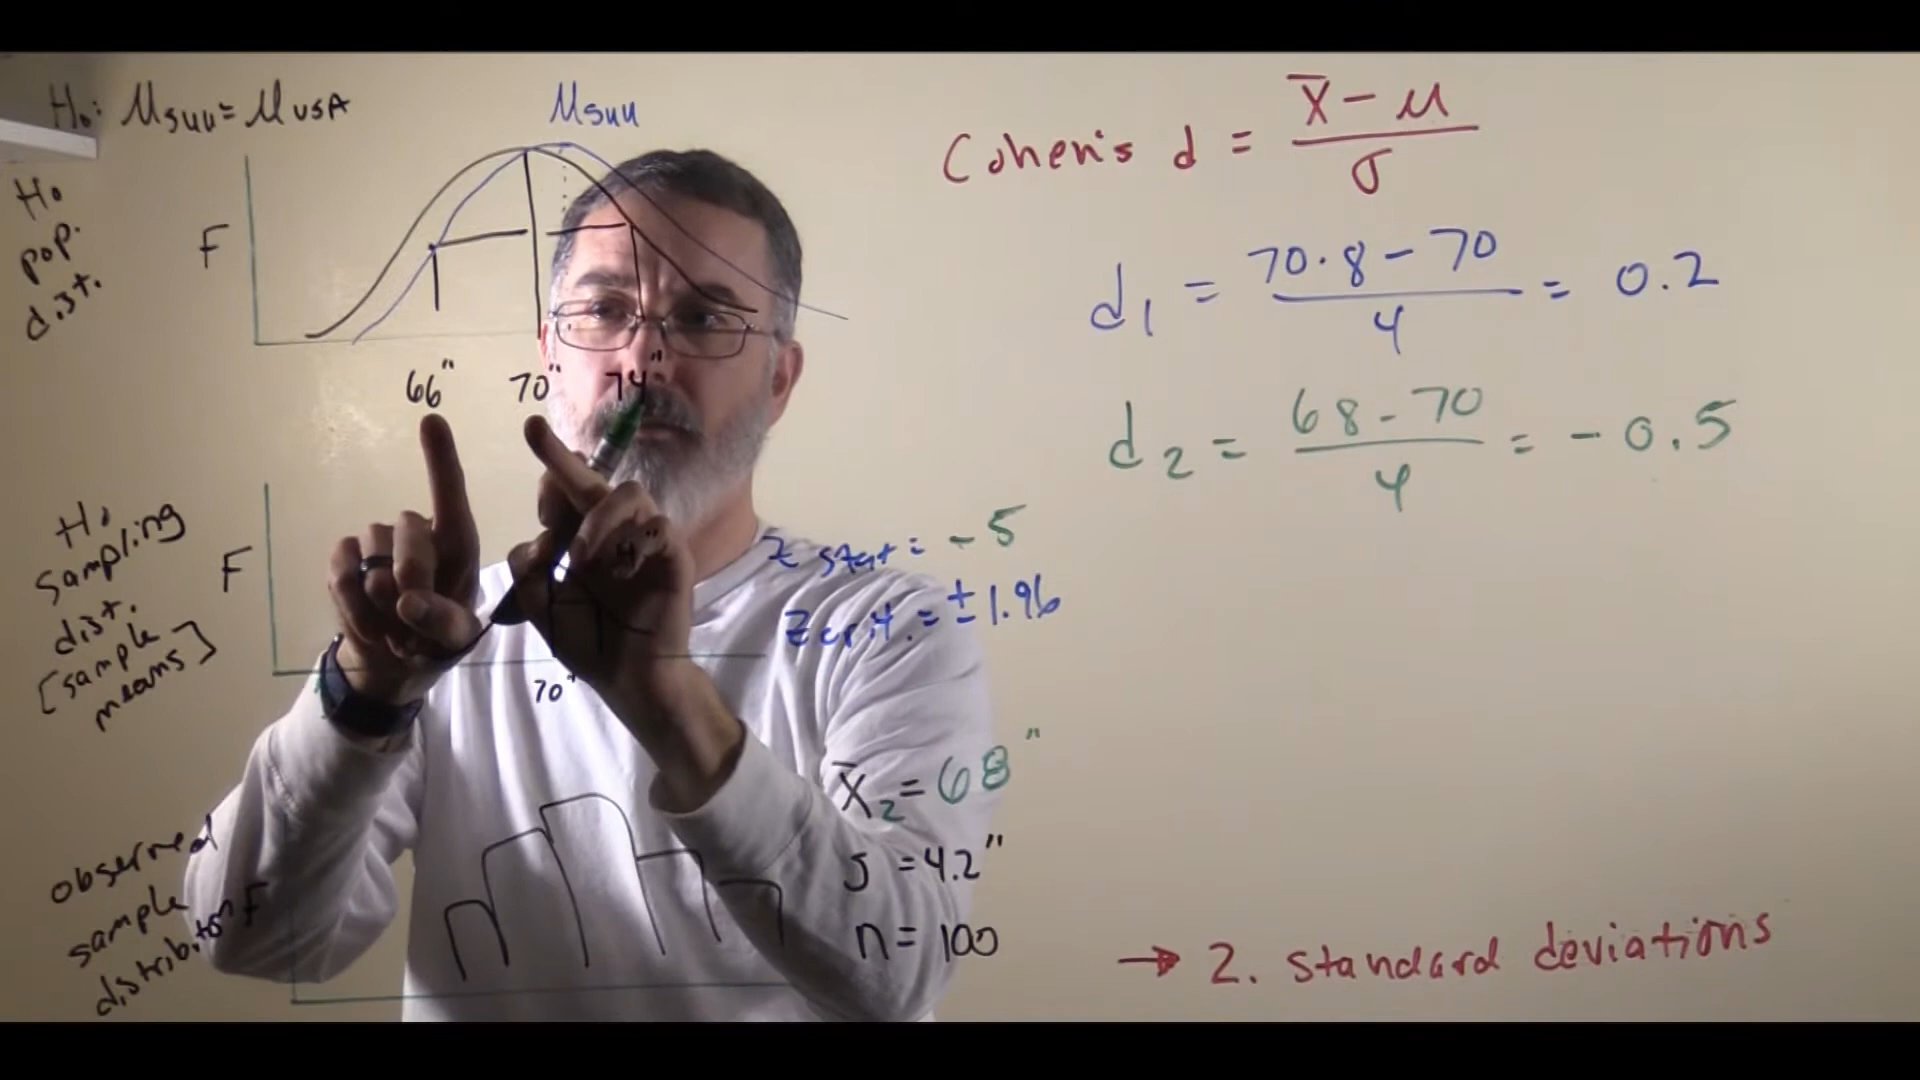 H₀: μSUU = μUSA
μSUU
H₀
pop.
dist.
F
66" 70" 74"
H₀
sampling
dist.
[sample
means]
F
70"
Z stat = -5
Z crit. = ±1.96
observed
sample
distribution
F
x̄₂ = 68"
s = 4.2"
n = 100
Cohen's d = x̄ - μ
σ
d₁ = 70.8 - 70 = 0.2
4
d₂ = 68 - 70 = -0.5
4
→ 2. standard deviations